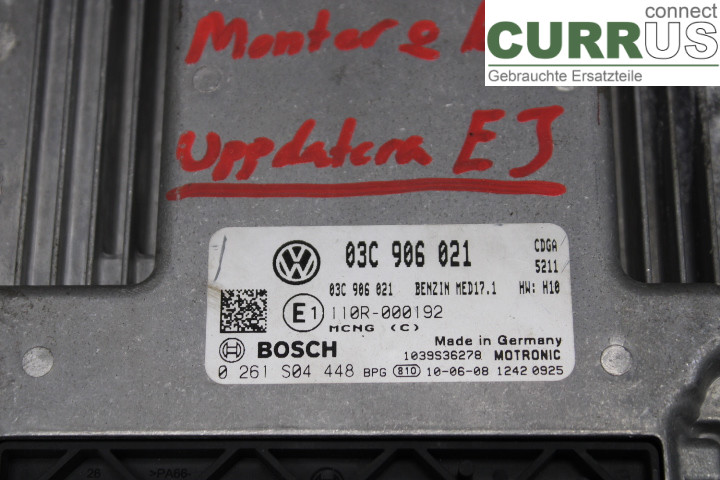 connect
CURRUS
Gebrauchte Ersatzteile
Montera
Uppdatera EJ
03C 906 021
CDGA
5211
03C 906 021 BENZIN MED17.1 HW: H10
E1 110R-000192
MCNG (C)
Made in Germany
BOSCH
1039S36278 MOTRONIC
0 261 S04 448 BPG 810 10-06-08 1242 0925
26 >PA66-